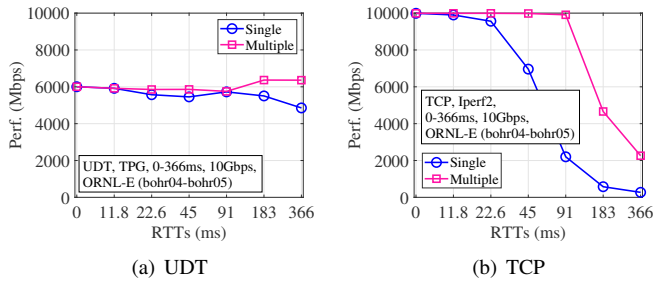 10000
8000
6000
4000
2000
0
Perf. (Mbps)
Single
Multiple
UDT, TPG, 0-366ms, 10Gbps,
ORNL-E (bohr04-bohr05)
0 11.8 22.6 45 91 183 366
RTTs (ms)
(a) UDT
10000
8000
6000
4000
2000
0
Perf. (Mbps)
TCP, Iperf2,
0-366ms, 10Gbps,
ORNL-E (bohr04-bohr05)
Single
Multiple
0 11.8 22.6 45 91 183 366
RTTs (ms)
(b) TCP